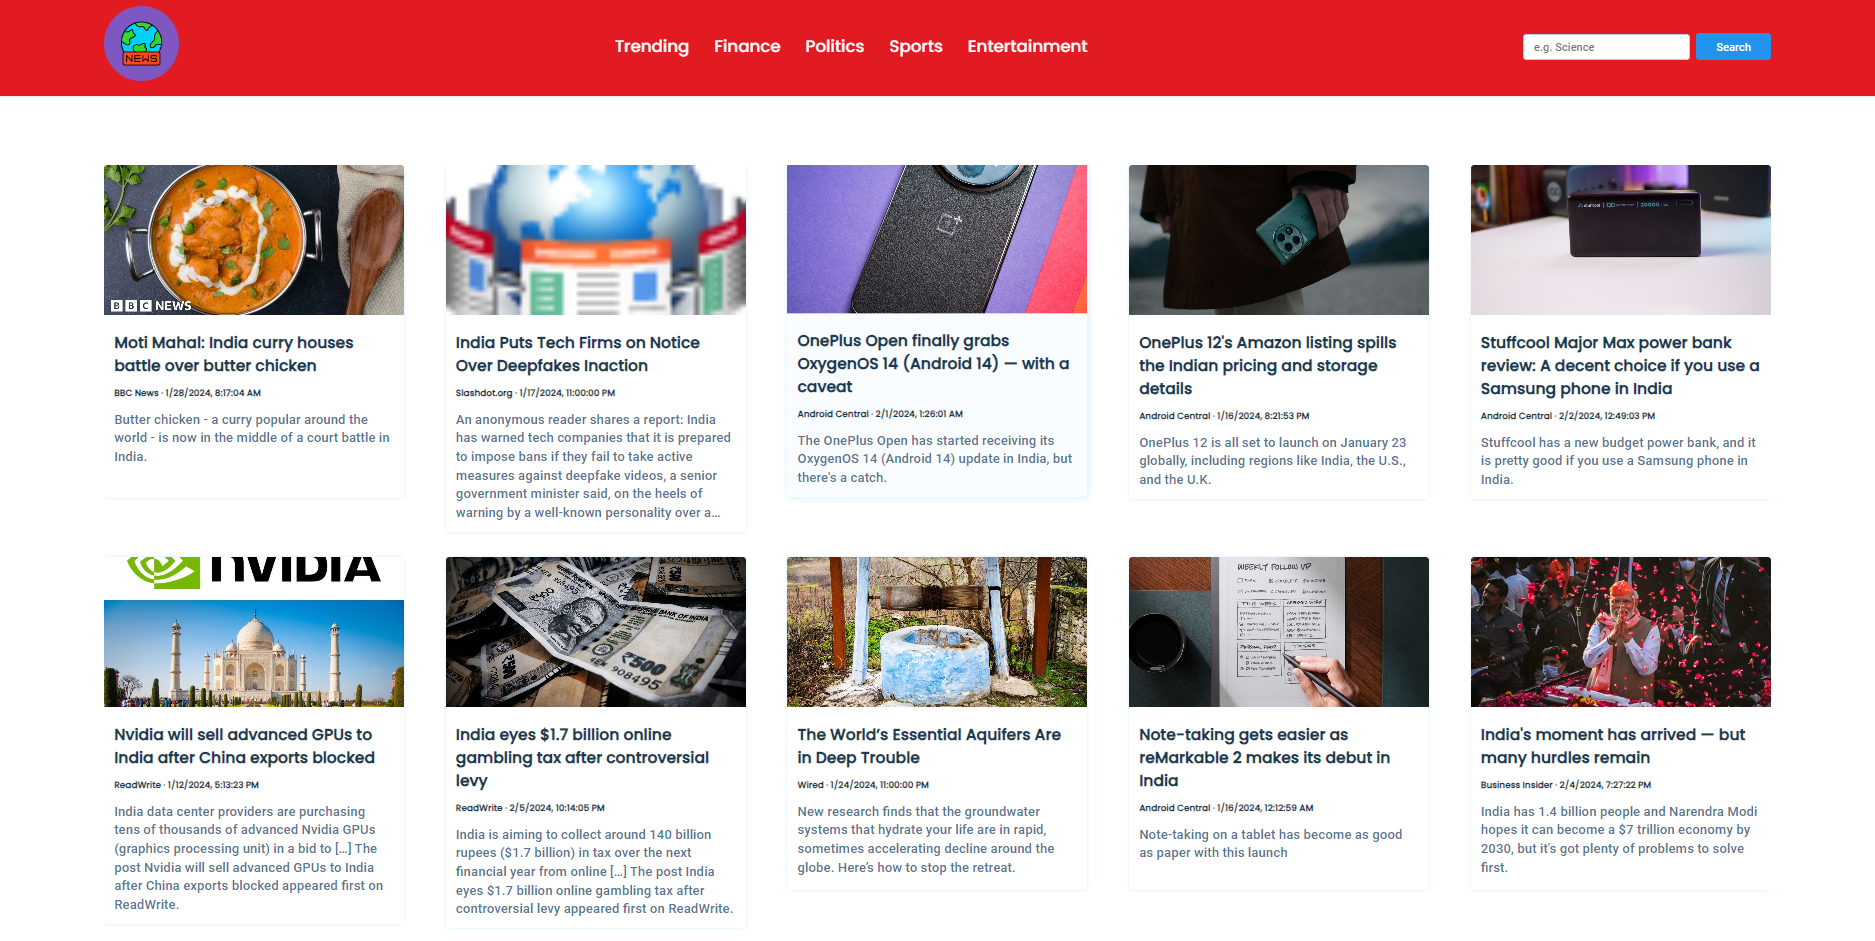 NEWS
Trending Finance Politics Sports Entertainment
e.g. Science
Search
BBC NEWS
Moti Mahal: India curry houses
battle over butter chicken
BBC News · 1/28/2024, 8:17:04 AM
Butter chicken - a curry popular around the
world - is now in the middle of a court battle in
India.
India Puts Tech Firms on Notice
Over Deepfakes Inaction
Slashdot.org · 1/17/2024, 11:00:00 PM
An anonymous reader shares a report: India
has warned tech companies that it is prepared
to impose bans if they fail to take active
measures against deepfake videos, a senior
government minister said, on the heels of
warning by a well-known personality over a...
OnePlus Open finally grabs
OxygenOS 14 (Android 14) — with a
caveat
Android Central · 2/1/2024, 1:26:01 AM
The OnePlus Open has started receiving its
OxygenOS 14 (Android 14) update in India, but
there's a catch.
OnePlus 12's Amazon listing spills
the Indian pricing and storage
details
Android Central · 1/16/2024, 8:21:53 PM
OnePlus 12 is all set to launch on January 23
globally, including regions like India, the U.S.,
and the U.K.
stuffcool
20000
Stuffcool Major Max power bank
review: A decent choice if you use a
Samsung phone in India
Android Central · 2/2/2024, 12:49:03 PM
Stuffcool has a new budget power bank, and it
is pretty good if you use a Samsung phone in
India.
nVIDIA
Nvidia will sell advanced GPUs to
India after China exports blocked
ReadWrite · 1/12/2024, 5:13:23 PM
India data center providers are purchasing
tens of thousands of advanced Nvidia GPUs
(graphics processing unit) in a bid to [...] The
post Nvidia will sell advanced GPUs to India
after China exports blocked appeared first on
ReadWrite.
BANK OF INDIA
₹500
908495
India eyes $1.7 billion online
gambling tax after controversial
levy
ReadWrite · 2/5/2024, 10:14:05 PM
India is aiming to collect around 140 billion
rupees ($1.7 billion) in tax over the next
financial year from online [...] The post India
eyes $1.7 billion online gambling tax after
controversial levy appeared first on ReadWrite.
The World's Essential Aquifers Are
in Deep Trouble
Wired · 1/24/2024, 11:00:00 PM
New research finds that the groundwater
systems that hydrate your life are in rapid,
sometimes accelerating decline around the
globe. Here's how to stop the retreat.
WEEKLY FOLLOW UP
THIS WEEK
Note-taking gets easier as
reMarkable 2 makes its debut in
India
Android Central · 1/16/2024, 12:12:59 AM
Note-taking on a tablet has become as good
as paper with this launch
India's moment has arrived — but
many hurdles remain
Business Insider · 2/4/2024, 7:27:22 PM
India has 1.4 billion people and Narendra Modi
hopes it can become a $7 trillion economy by
2030, but it's got plenty of problems to solve
first.